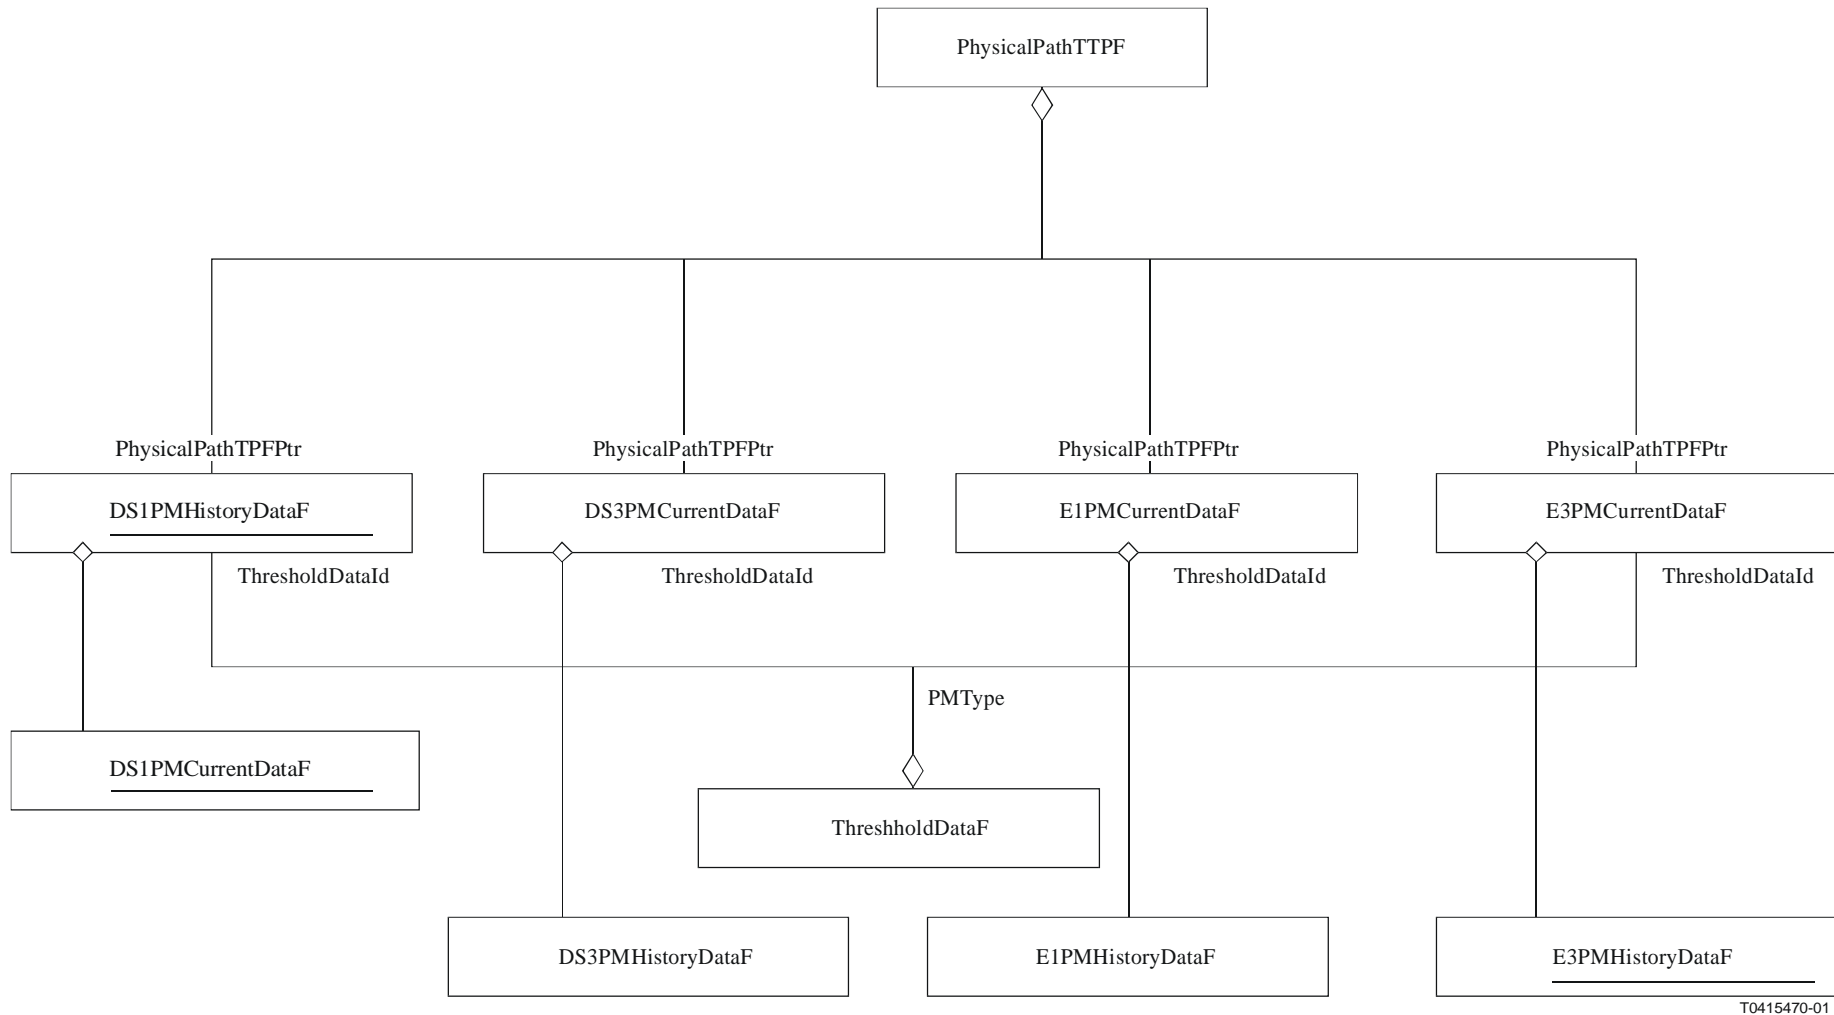 PhysicalPathTTPF
PhysicalPathTPFPtr
PhysicalPathTPFPtr
PhysicalPathTPFPtr
PhysicalPathTPFPtr
DS1PMHistoryDataF
DS3PMCurrentDataF
E1PMCurrentDataF
E3PMCurrentDataF
ThresholdDataId
ThresholdDataId
ThresholdDataId
ThresholdDataId
PMType
DS1PMCurrentDataF
ThreshholdDataF
DS3PMHistoryDataF
E1PMHistoryDataF
E3PMHistoryDataF
T0415470-01